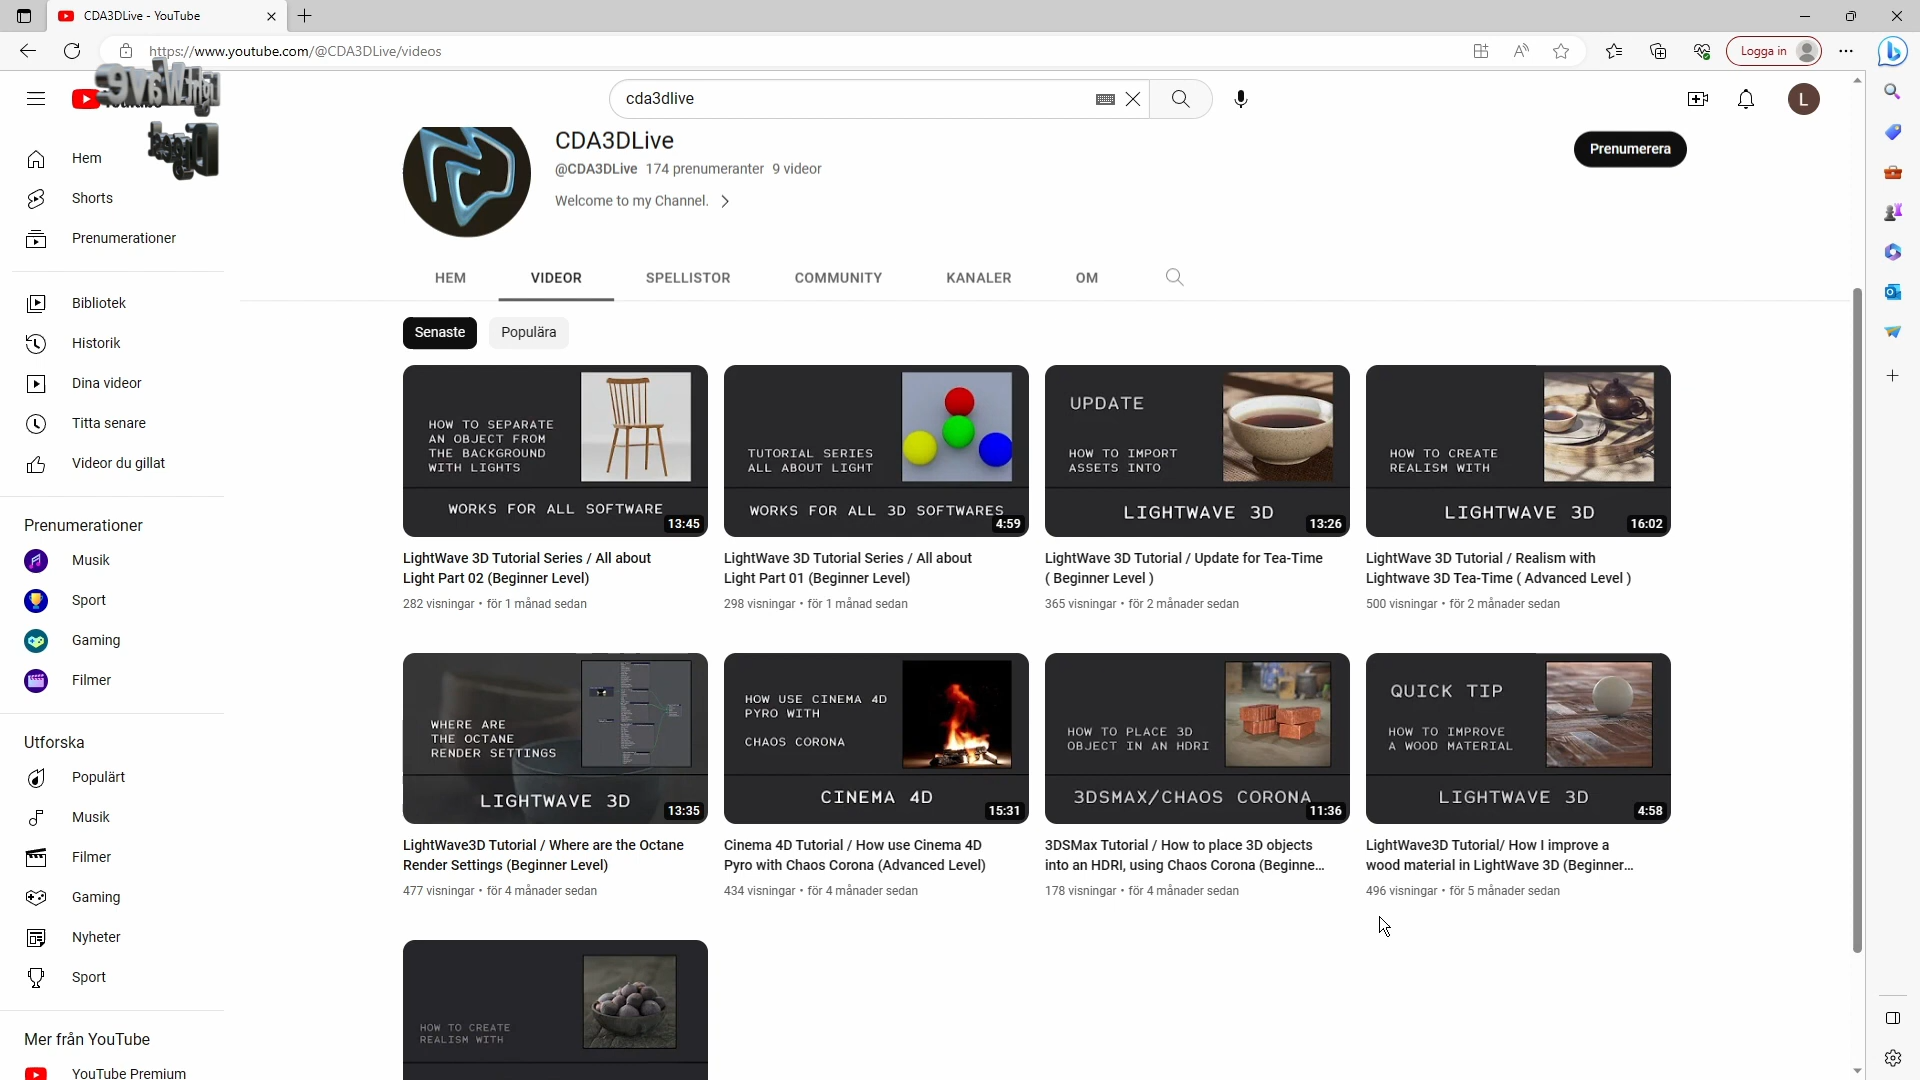 CDA3DLive - YouTube
https://www.youtube.com/@CDA3DLive/videos
Logga in
cda3dlive
L
CDA3DLive
@CDA3DLive 174 prenumeranter 9 videor
Welcome to my Channel.
Prenumerera
HEM VIDEOR SPELLISTOR COMMUNITY KANALER OM
Senaste Populära
Hem
Shorts
Prenumerationer
Bibliotek
Historik
Dina videor
Titta senare
Videor du gillat
Prenumerationer
Musik
Sport
Gaming
Filmer
Utforska
Populärt
Musik
Filmer
Gaming
Nyheter
Sport
Mer från YouTube
YouTube Premium
HOW TO SEPARATE
AN OBJECT FROM
THE BACKGROUND
WITH LIGHTS
WORKS FOR ALL SOFTWARE
13:45
LightWave 3D Tutorial Series / All about
Light Part 02 (Beginner Level)
282 visningar • för 1 månad sedan
TUTORIAL SERIES
ALL ABOUT LIGHT
WORKS FOR ALL 3D SOFTWARES
4:59
LightWave 3D Tutorial Series / All about
Light Part 01 (Beginner Level)
298 visningar • för 1 månad sedan
UPDATE
HOW TO IMPORT
ASSETS INTO
LIGHTWAVE 3D
13:26
LightWave 3D Tutorial / Update for Tea-Time
( Beginner Level )
365 visningar • för 2 månader sedan
HOW TO CREATE
REALISM WITH
LIGHTWAVE 3D
16:02
LightWave 3D Tutorial / Realism with
Lightwave 3D Tea-Time ( Advanced Level )
500 visningar • för 2 månader sedan
WHERE ARE
THE OCTANE
RENDER SETTINGS
LIGHTWAVE 3D
13:35
LightWave3D Tutorial / Where are the Octane
Render Settings (Beginner Level)
477 visningar • för 4 månader sedan
HOW USE CINEMA 4D
PYRO WITH
CHAOS CORONA
CINEMA 4D
15:31
Cinema 4D Tutorial / How use Cinema 4D
Pyro with Chaos Corona (Advanced Level)
434 visningar • för 4 månader sedan
HOW TO PLACE 3D
OBJECT IN AN HDRI
3DSMAX/CHAOS CORONA
11:36
3DSMax Tutorial / How to place 3D objects
into an HDRI, using Chaos Corona (Beginne...
178 visningar • för 4 månader sedan
QUICK TIP
HOW TO IMPROVE
A WOOD MATERIAL
LIGHTWAVE 3D
4:58
LightWave3D Tutorial/ How I improve a
wood material in LightWave 3D (Beginner...
496 visningar • för 5 månader sedan
HOW TO CREATE
REALISM WITH